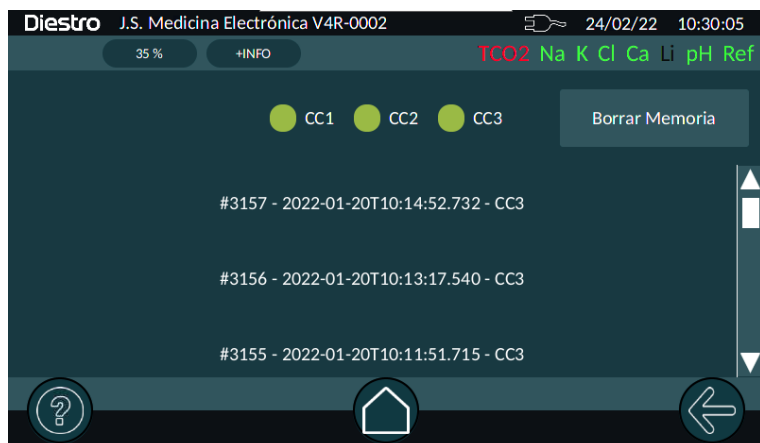 Diestro J.S. Medicina Electrónica V4R-0002 24/02/22 10:30:05
35 % +INFO TCO2 Na K Cl Ca Li pH Ref
CC1 CC2 CC3 Borrar Memoria
#3157 - 2022-01-20T10:14:52.732 - CC3
#3156 - 2022-01-20T10:13:17.540 - CC3
#3155 - 2022-01-20T10:11:51.715 - CC3
?